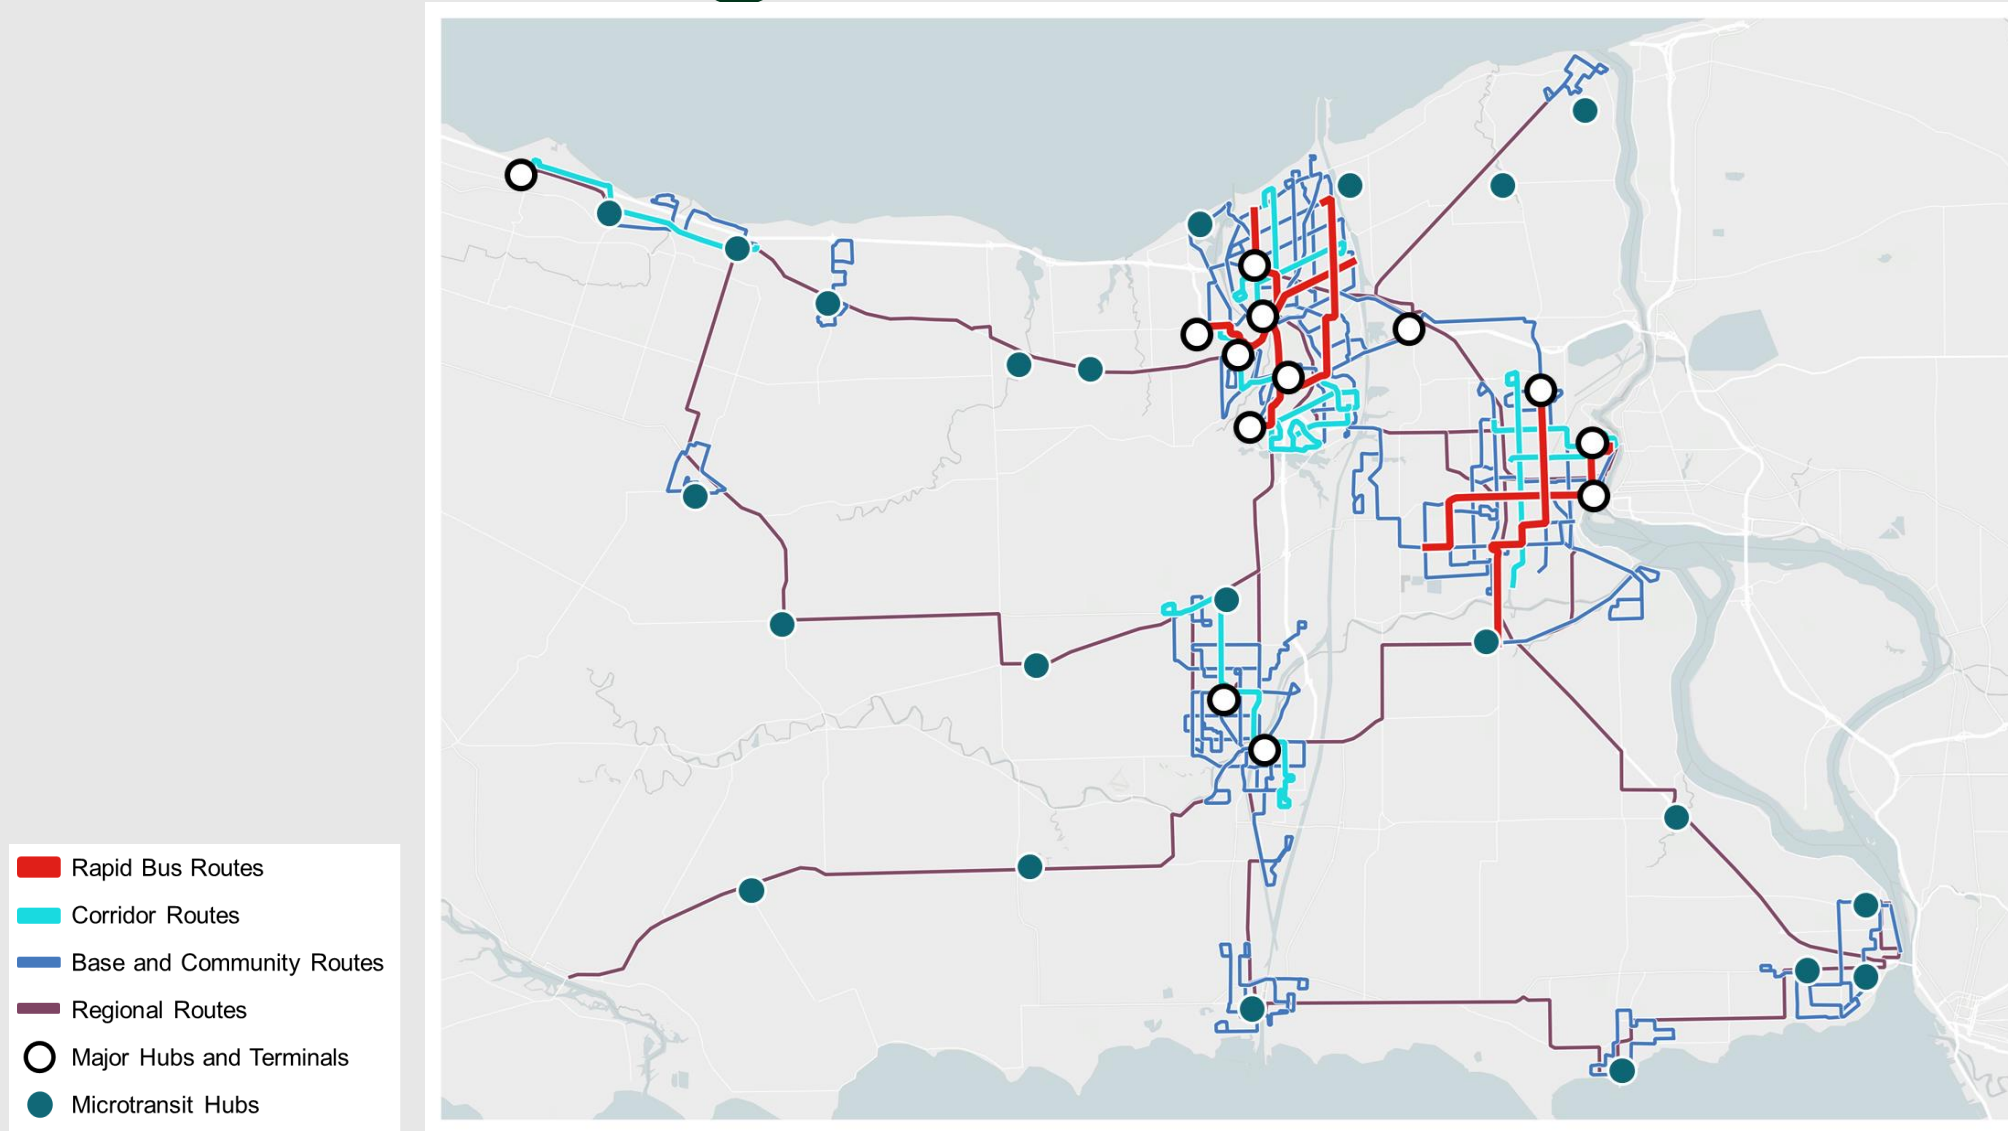 Rapid Bus Routes
Corridor Routes
Base and Community Routes
Regional Routes
Major Hubs and Terminals
Microtransit Hubs